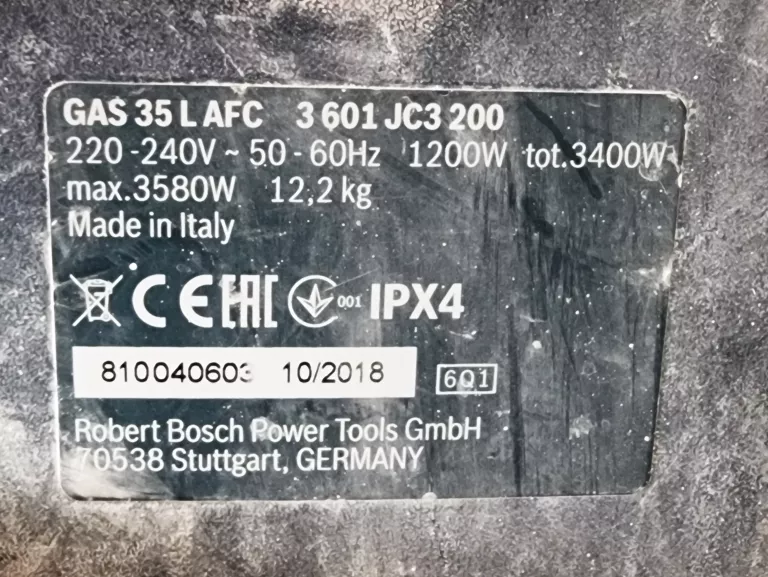 GAS 35 L AFC 3 601 JC3 200
220 -240V ~ 50 - 60Hz 1200W tot.3400W
max.3580W 12,2 kg
Made in Italy
CE EAC 001 IPX4
810040603 10/2018 6Q1
Robert Bosch Power Tools GmbH
70538 Stuttgart, GERMANY